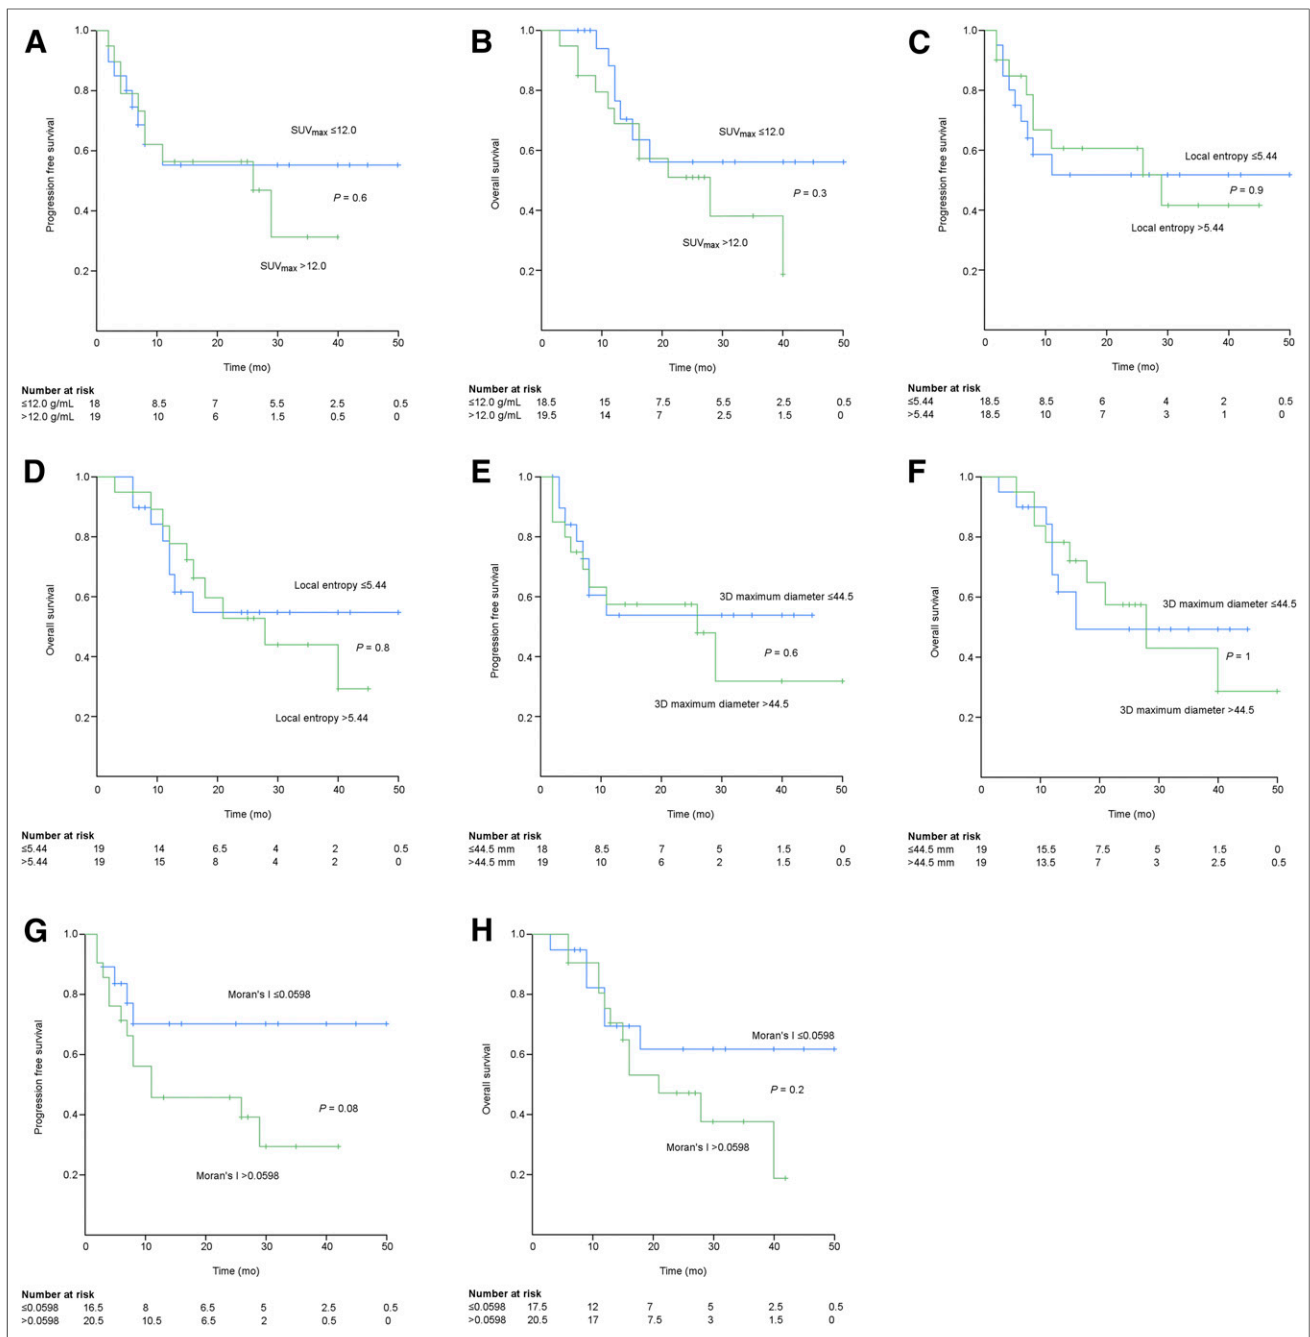 A
Progression free survival
1.0
0.8
0.6
0.4
0.2
SUVmax ≤12.0
P = 0.6
SUVmax >12.0
0 10 20 30 40 50
Time (mo)
Number at risk
≤12.0 g/mL 18 8.5 7 5.5 2.5 0.5
>12.0 g/mL 19 10 6 1.5 0.5 0
B
Overall survival
1.0
0.8
0.6
0.4
0.2
SUVmax ≤12.0
P = 0.3
SUVmax >12.0
0 10 20 30 40 50
Time (mo)
Number at risk
≤12.0 g/mL 18.5 15 7.5 5.5 2.5 0.5
>12.0 g/mL 19.5 14 7 2.5 1.5 0
C
Progression free survival
1.0
0.8
0.6
0.4
0.2
Local entropy ≤5.44
P = 0.9
Local entropy >5.44
0 10 20 30 40 50
Time (mo)
Number at risk
≤5.44 18.5 8.5 6 4 2 0.5
>5.44 18.5 10 7 3 1 0
D
Overall survival
1.0
0.8
0.6
0.4
0.2
Local entropy ≤5.44
P = 0.8
Local entropy >5.44
0 10 20 30 40 50
Time (mo)
Number at risk
≤5.44 19 14 6.5 4 2 0.5
>5.44 19 15 8 4 2 0
E
Progression free survival
1.0
0.8
0.6
0.4
0.2
3D maximum diameter ≤44.5
P = 0.6
3D maximum diameter >44.5
0 10 20 30 40 50
Time (mo)
Number at risk
≤44.5 mm 18 8.5 7 5 1.5 0
>44.5 mm 19 10 6 2 1.5 0.5
F
Overall survival
1.0
0.8
0.6
0.4
0.2
3D maximum diameter ≤44.5
P = 1
3D maximum diameter >44.5
0 10 20 30 40 50
Time (mo)
Number at risk
≤44.5 mm 19 15.5 7.5 5 1.5 0
>44.5 mm 19 13.5 7 3 2.5 0.5
G
Progression free survival
1.0
0.8
0.6
0.4
0.2
Moran's I ≤0.0598
P = 0.08
Moran's I >0.0598
0 10 20 30 40 50
Time (mo)
Number at risk
≤0.0598 16.5 8 6.5 5 2.5 0.5
>0.0598 20.5 10.5 6.5 2 0.5 0
H
Overall survival
1.0
0.8
0.6
0.4
0.2
Moran's I ≤0.0598
P = 0.2
Moran's I >0.0598
0 10 20 30 40 50
Time (mo)
Number at risk
≤0.0598 17.5 12 7 5 2.5 0.5
>0.0598 20.5 17 7.5 3 1.5 0